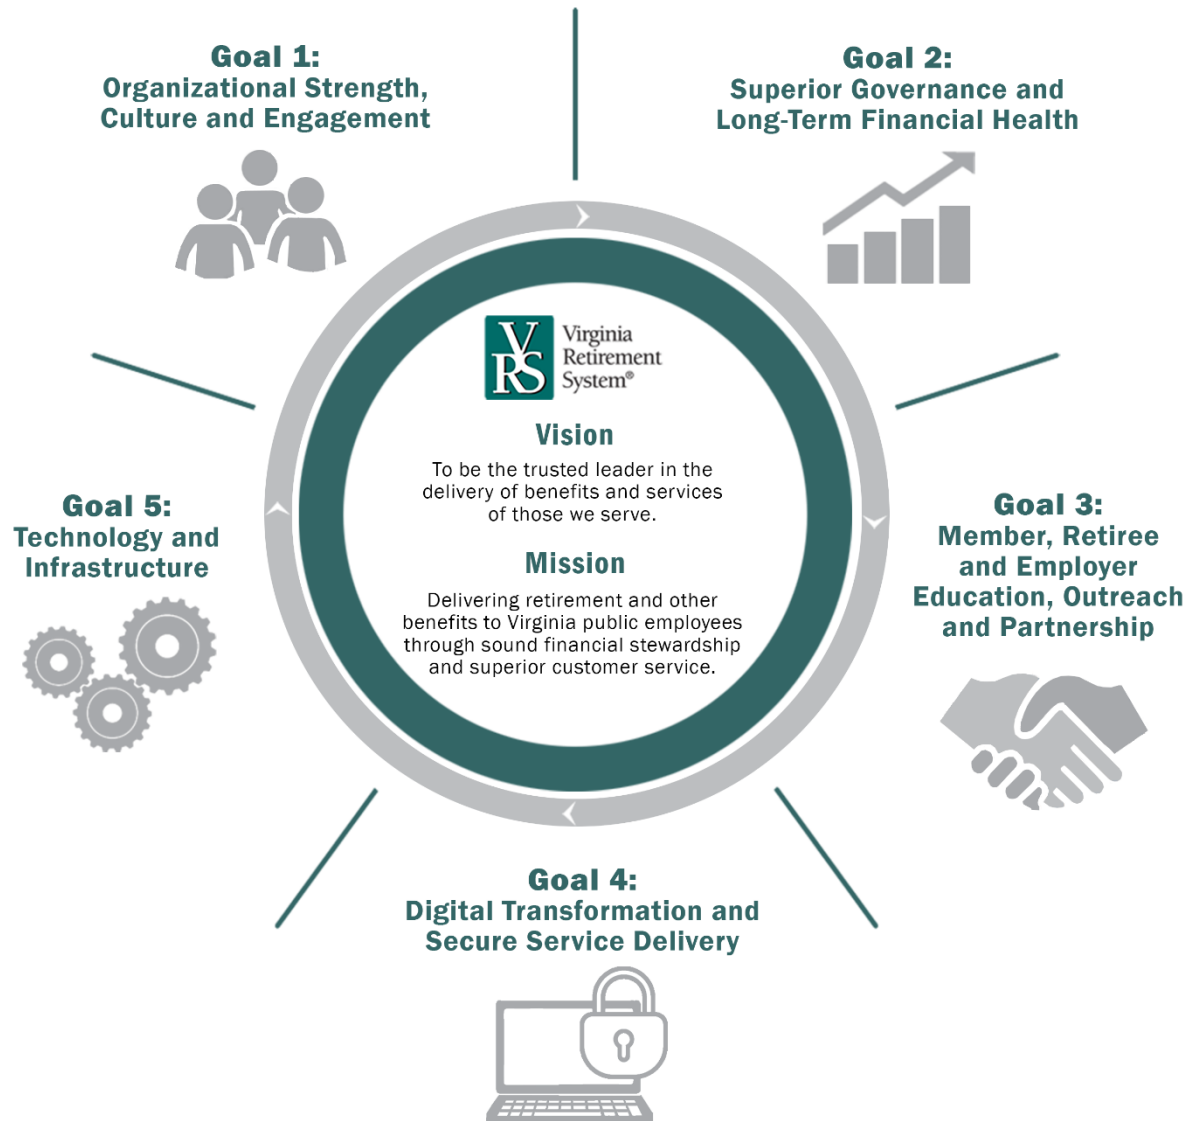 Goal 1:
Organizational Strength,
Culture and Engagement
Goal 2:
Superior Governance and
Long-Term Financial Health
VRS
Virginia
Retirement
System®
Vision
To be the trusted leader in the
delivery of benefits and services
of those we serve.
Mission
Delivering retirement and other
benefits to Virginia public employees
through sound financial stewardship
and superior customer service.
Goal 3:
Member, Retiree
and Employer
Education, Outreach
and Partnership
Goal 4:
Digital Transformation and
Secure Service Delivery
Goal 5:
Technology and
Infrastructure